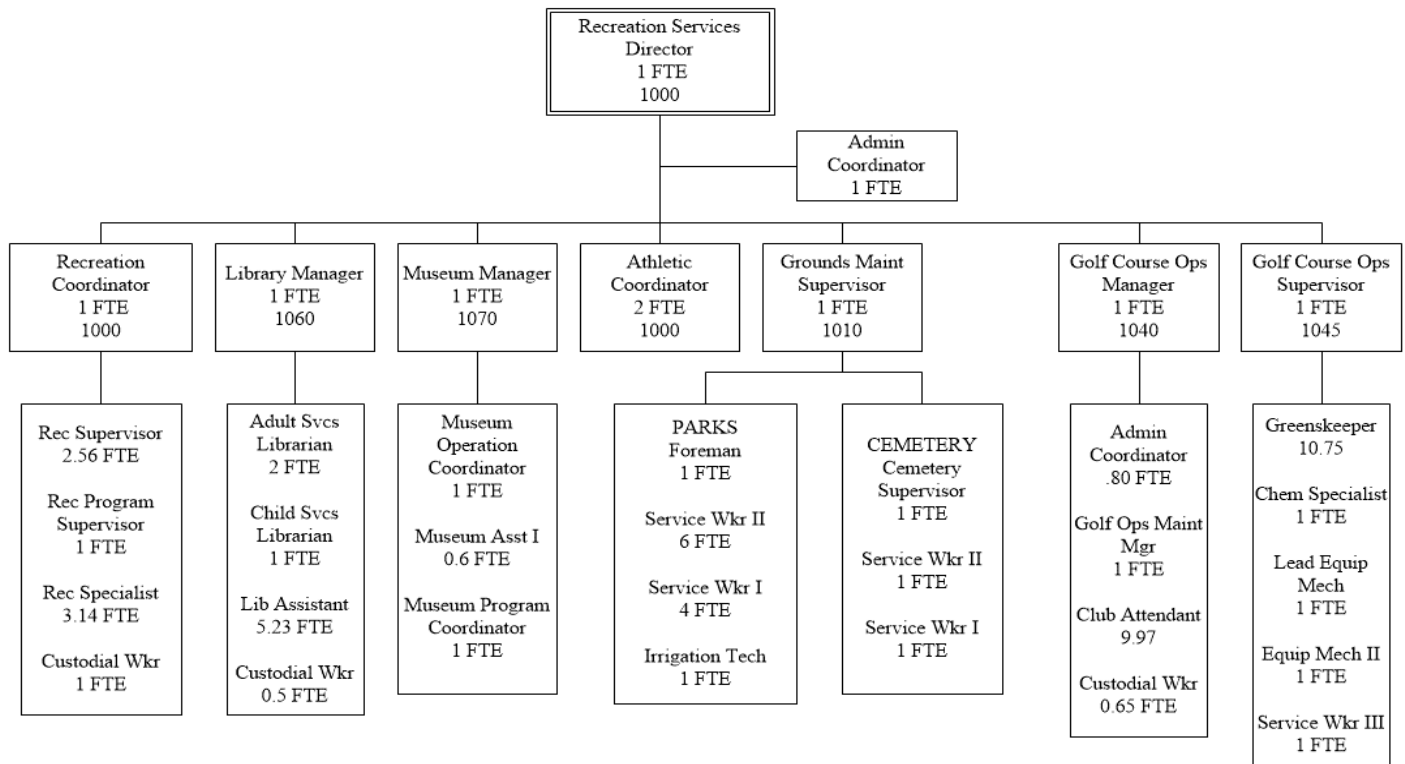 Recreation Services
Director
1 FTE
1000
Admin
Coordinator
1 FTE
Recreation
Coordinator
1 FTE
1000
Library Manager
1 FTE
1060
Museum Manager
1 FTE
1070
Athletic
Coordinator
2 FTE
1000
Grounds Maint
Supervisor
1 FTE
1010
Golf Course Ops
Manager
1 FTE
1040
Golf Course Ops
Supervisor
1 FTE
1045
Rec Supervisor
2.56 FTE
Rec Program
Supervisor
1 FTE
Rec Specialist
3.14 FTE
Custodial Wkr
1 FTE
Adult Svcs
Librarian
2 FTE
Child Svcs
Librarian
1 FTE
Lib Assistant
5.23 FTE
Custodial Wkr
0.5 FTE
Museum
Operation
Coordinator
1 FTE
Museum Asst I
0.6 FTE
Museum Program
Coordinator
1 FTE
PARKS
Foreman
1 FTE
Service Wkr II
6 FTE
Service Wkr I
4 FTE
Irrigation Tech
1 FTE
CEMETERY
Cemetery
Supervisor
1 FTE
Service Wkr II
1 FTE
Service Wkr I
1 FTE
Admin
Coordinator
.80 FTE
Golf Ops Maint
Mgr
1 FTE
Club Attendant
9.97
Custodial Wkr
0.65 FTE
Greenskeeper
10.75
Chem Specialist
1 FTE
Lead Equip
Mech
1 FTE
Equip Mech II
1 FTE
Service Wkr III
1 FTE